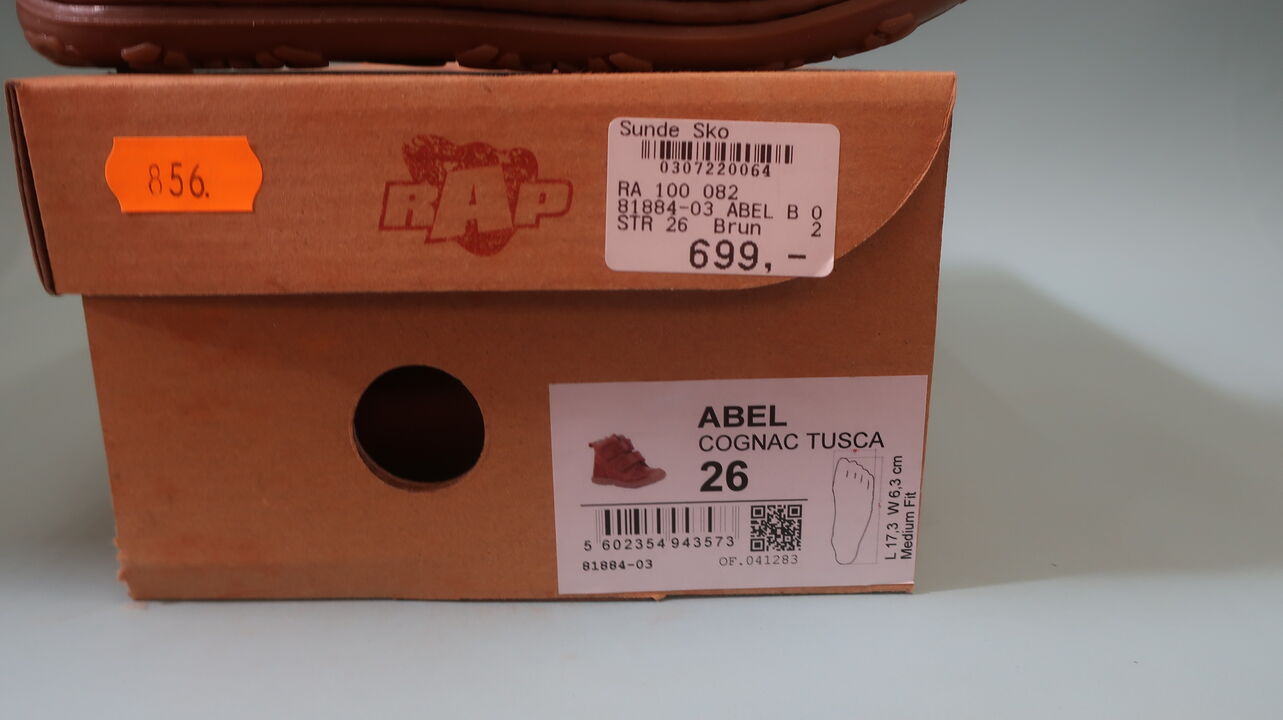 856.
RAP
Sunde Sko
0307220064
RA 100 082
81884-03 ABEL B 0
STR 26 Brun 2
699,-
ABEL
COGNAC TUSCA
26
5 602354 943573
81884-03
OF.041283
L 17,3 W 6,3 cm
Medium Fit